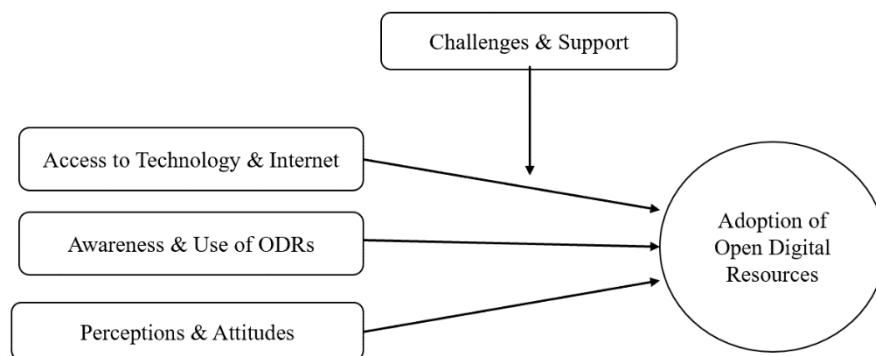 Challenges & Support
Access to Technology & Internet
Awareness & Use of ODRs
Perceptions & Attitudes
Adoption of
Open Digital
Resources